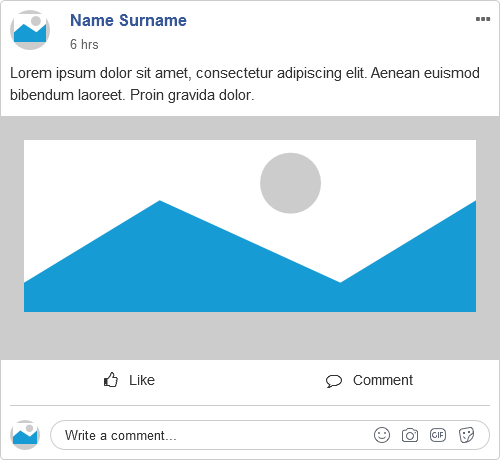 Name Surname
6 hrs
Lorem ipsum dolor sit amet, consectetur adipiscing elit. Aenean euismod
bibendum laoreet. Proin gravida dolor.
Like
Comment
Write a comment...
GIF